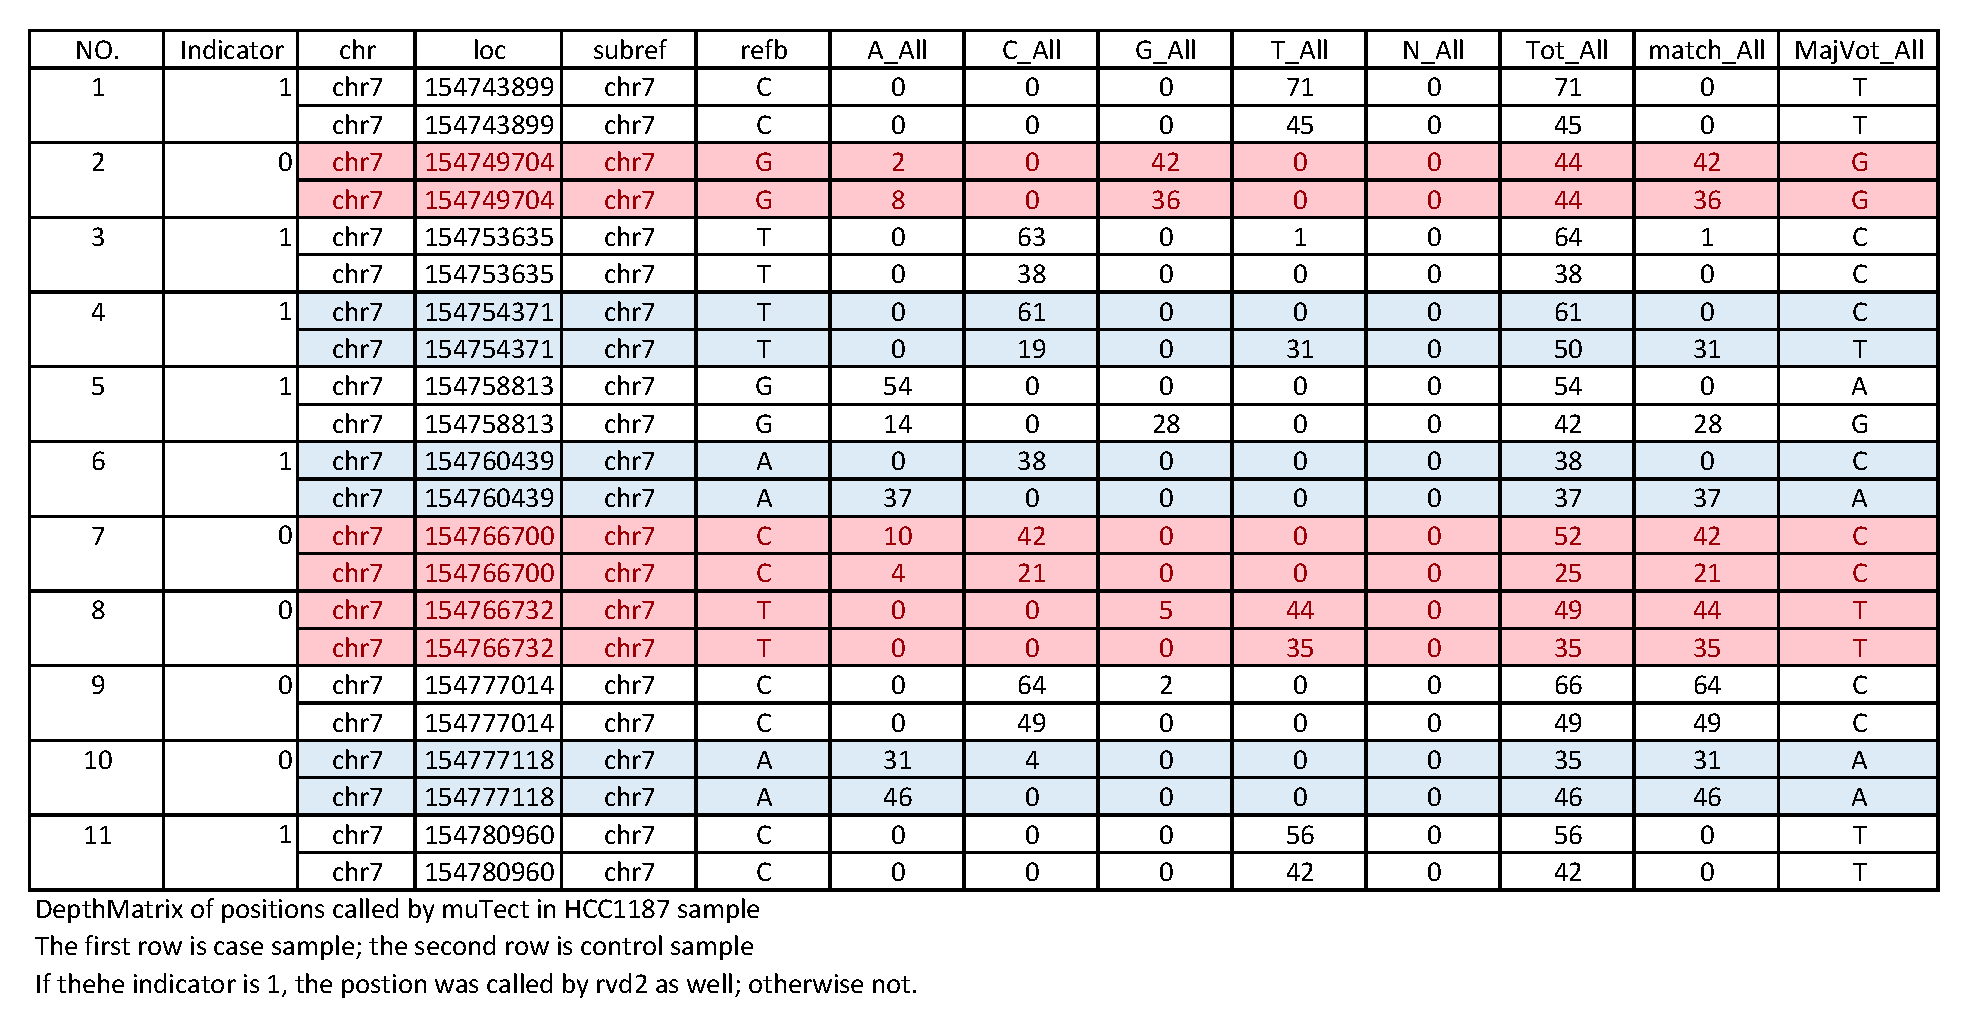 NO. Indicator chr loc subref refb A_All C_All G_All T_All N_All Tot_All match_All MajVot_All
1 1 chr7 154743899 chr7 C 0 0 0 71 0 71 0 T
chr7 154743899 chr7 C 0 0 0 45 0 45 0 T
2 0 chr7 154749704 chr7 G 2 0 42 0 0 44 42 G
chr7 154749704 chr7 G 8 0 36 0 0 44 36 G
3 1 chr7 154753635 chr7 T 0 63 0 1 0 64 1 C
chr7 154753635 chr7 T 0 38 0 0 0 38 0 C
4 1 chr7 154754371 chr7 T 0 61 0 0 0 61 0 C
chr7 154754371 chr7 T 0 19 0 31 0 50 31 T
5 1 chr7 154758813 chr7 G 54 0 0 0 0 54 0 A
chr7 154758813 chr7 G 14 0 28 0 0 42 28 G
6 1 chr7 154760439 chr7 A 0 38 0 0 0 38 0 C
chr7 154760439 chr7 A 37 0 0 0 0 37 37 A
7 0 chr7 154766700 chr7 C 10 42 0 0 0 52 42 C
chr7 154766700 chr7 C 4 21 0 0 0 25 21 C
8 0 chr7 154766732 chr7 T 0 0 5 44 0 49 44 T
chr7 154766732 chr7 T 0 0 0 35 0 35 35 T
9 0 chr7 154777014 chr7 C 0 64 2 0 0 66 64 C
chr7 154777014 chr7 C 0 49 0 0 0 49 49 C
10 0 chr7 154777118 chr7 A 31 4 0 0 0 35 31 A
chr7 154777118 chr7 A 46 0 0 0 0 46 46 A
11 1 chr7 154780960 chr7 C 0 0 0 56 0 56 0 T
chr7 154780960 chr7 C 0 0 0 42 0 42 0 T
DepthMatrix of positions called by muTect in HCC1187 sample
The first row is case sample; the second row is control sample
If thehe indicator is 1, the postion was called by rvd2 as well; otherwise not.